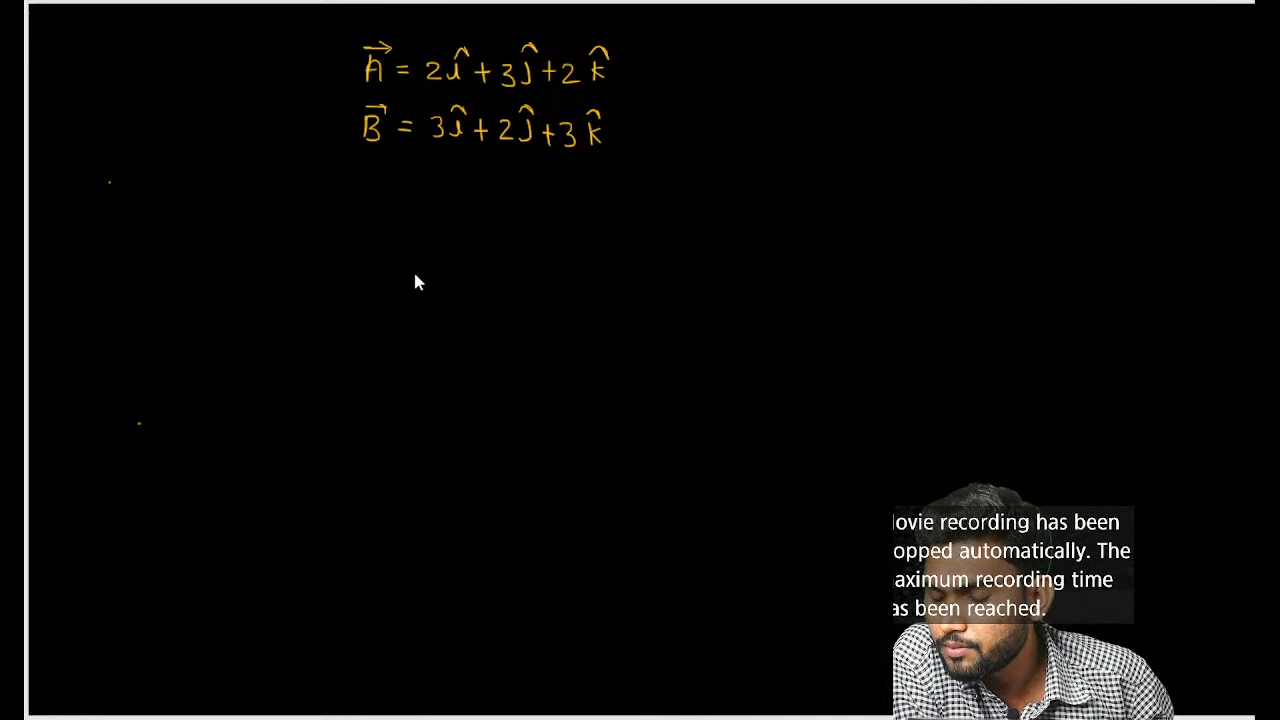 A⃗ = 2î + 3ĵ + 2k̂
B⃗ = 3î + 2ĵ + 3k̂
ovie recording has been
opped automatically. The
aximum recording time
as been reached.